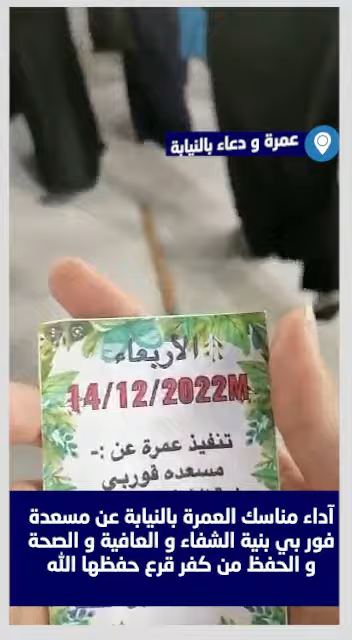 عمرة و دعاء بالنيابة
الأربعاء
14/12/2022M
تنفيذ عمرة عن :-
مسعده قوربي
آداء مناسك العمرة بالنيابة عن مسعدة
فور بي بنية الشفاء و العافية و الصحة
و الحفظ من كفر قرع حفظها الله